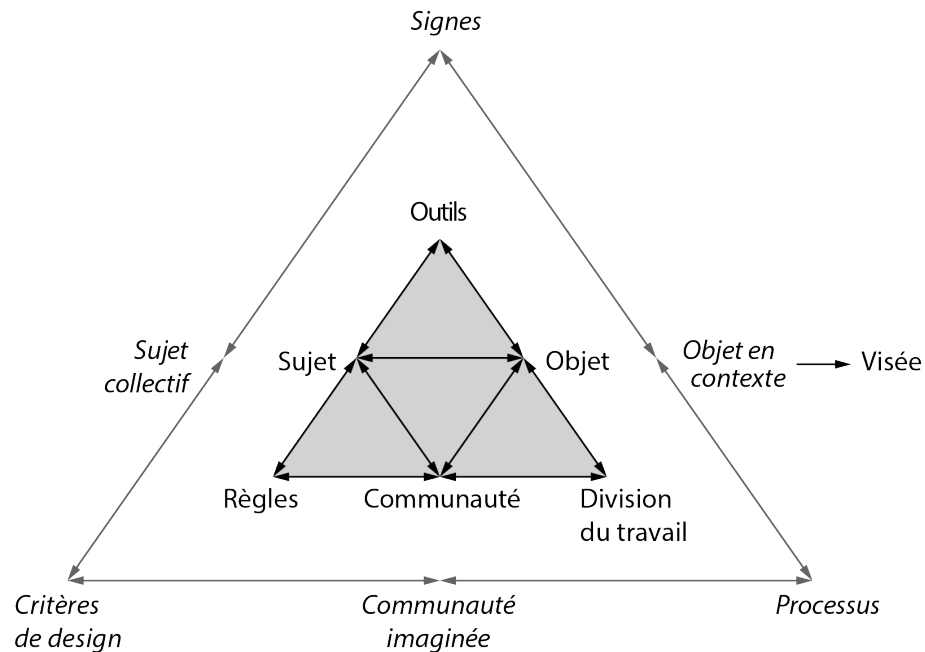 Signes
Outils
Sujet
collectif
Sujet
Objet
Objet en
contexte
Visée
Règles
Communauté
Division
du travail
Critères
de design
Communauté
imaginée
Processus